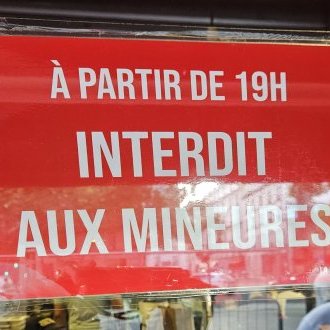 À PARTIR DE 19H
INTERDIT
AUX MINEURES